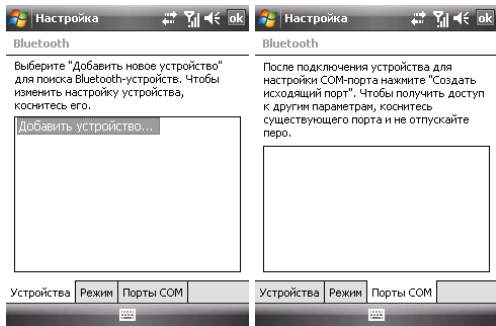 Настройка
ok
Bluetooth
Выберите "Добавить новое устройство"
для поиска Bluetooth-устройств. Чтобы
изменить настройку устройства,
коснитесь его.
Добавить устройство...
Устройства Режим Порты COM
Настройка
ok
Bluetooth
После подключения устройства для
настройки COM-порта нажмите "Создать
исходящий порт". Чтобы получить доступ
к другим параметрам, коснитесь
существующего порта и не отпускайте
перо.
Устройства Режим Порты COM